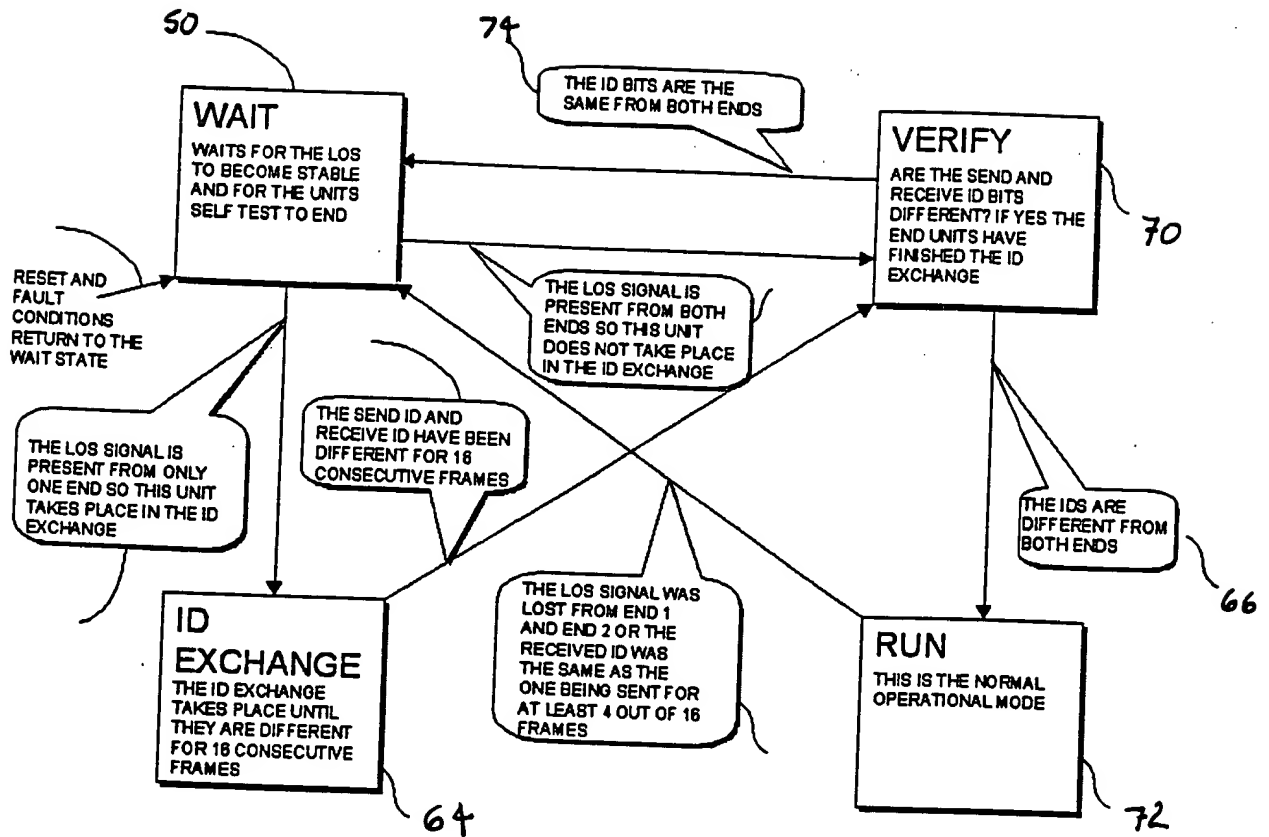 50
74
WAIT
WAITS FOR THE LOS
TO BECOME STABLE
AND FOR THE UNITS
SELF TEST TO END
THE ID BITS ARE THE
SAME FROM BOTH ENDS
VERIFY
ARE THE SEND AND
RECEIVE ID BITS
DIFFERENT? IF YES THE
END UNITS HAVE
FINISHED THE ID
EXCHANGE
70
RESET AND
FAULT
CONDITIONS
RETURN TO THE
WAIT STATE
THE LOS SIGNAL IS
PRESENT FROM BOTH
ENDS SO THIS UNIT
DOES NOT TAKE PLACE
IN THE ID EXCHANGE
THE LOS SIGNAL IS
PRESENT FROM ONLY
ONE END SO THIS UNIT
TAKES PLACE IN THE ID
EXCHANGE
THE SEND ID AND
RECEIVE ID HAVE BEEN
DIFFERENT FOR 16
CONSECUTIVE FRAMES
THE IDS ARE
DIFFERENT FROM
BOTH ENDS
66
ID
EXCHANGE
THE ID EXCHANGE
TAKES PLACE UNTIL
THEY ARE DIFFERENT
FOR 16 CONSECUTIVE
FRAMES
64
THE LOS SIGNAL WAS
LOST FROM END 1
AND END 2 OR THE
RECEIVED ID WAS
THE SAME AS THE
ONE BEING SENT FOR
AT LEAST 4 OUT OF 16
FRAMES
RUN
THIS IS THE NORMAL
OPERATIONAL MODE
72